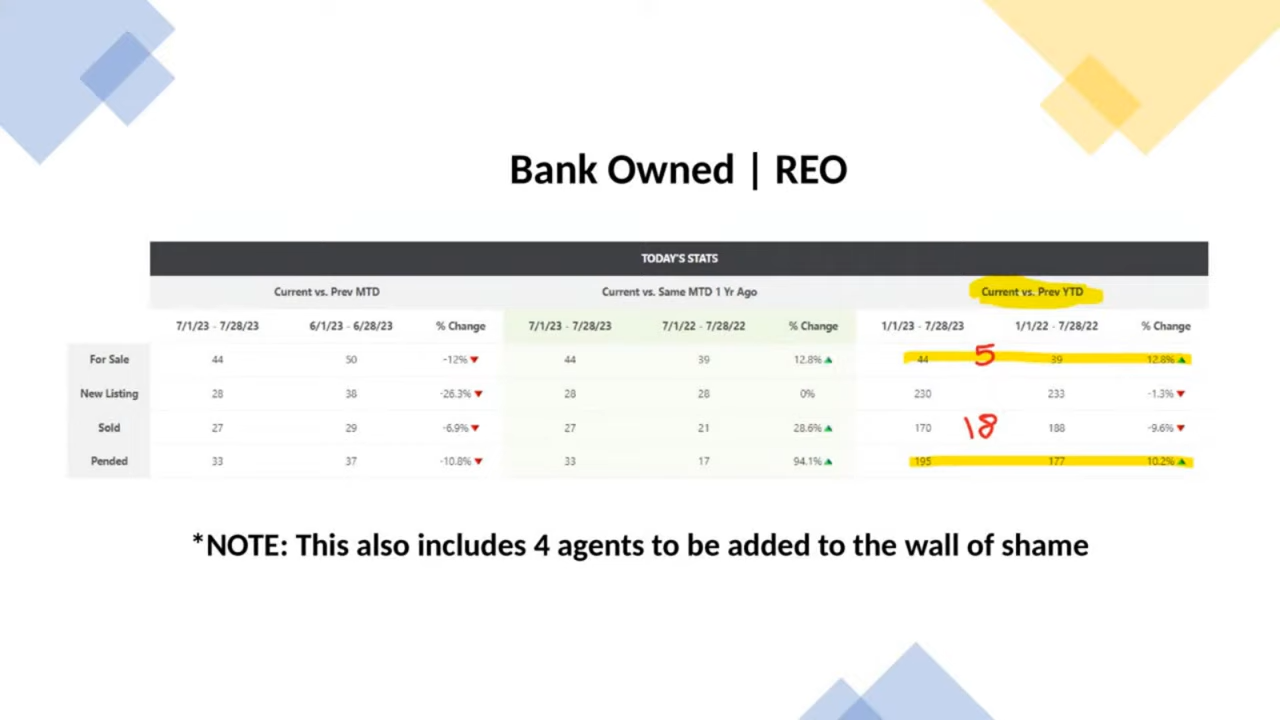 Bank Owned | REO
TODAY'S STATS
Current vs. Prev MTD Current vs. Same MTD 1 Yr Ago Current vs. Prev YTD
7/1/23 - 7/28/23 6/1/23 - 6/28/23 % Change 7/1/23 - 7/28/23 7/1/22 - 7/28/22 % Change 1/1/23 - 7/28/23 1/1/22 - 7/28/22 % Change
For Sale 44 50 -12% 44 39 12.8% 44 5 39 12.8%
New Listing 28 38 -26.3% 28 28 0% 230 233 -1.3%
Sold 27 29 -6.9% 27 21 28.6% 170 18 188 -9.6%
Pended 33 37 -10.8% 33 17 94.1% 195 177 10.2%
*NOTE: This also includes 4 agents to be added to the wall of shame